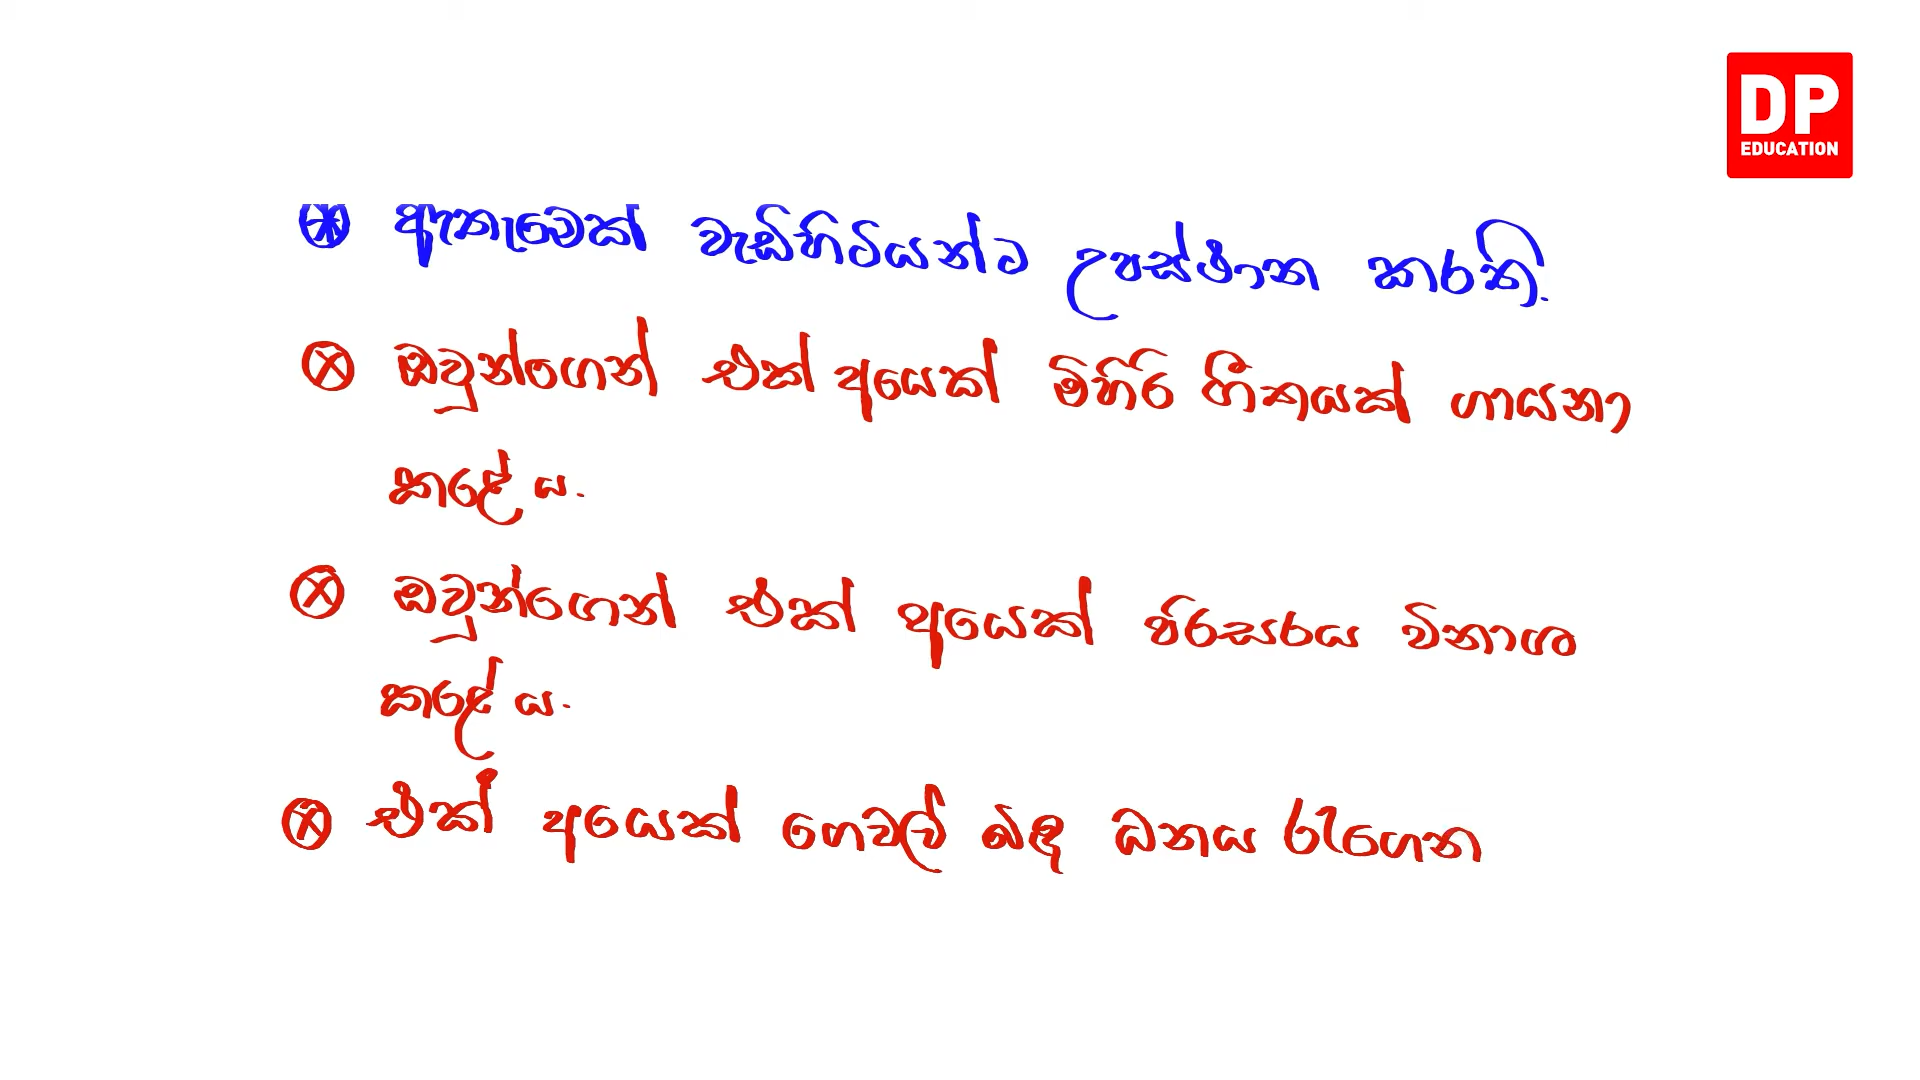 DP
EDUCATION
ඇතැමෙක් වැඩිහිටියන්ට උපස්ථාන කරති.
ඔවුන්ගෙන් එක් අයෙක් මිහිරි ගීතයක් ගායනා
කළේ ය.
ඔවුන්ගෙන් එක් අයෙක් පරිසරය විනාශ
කළේ ය.
එක් අයෙක් ගෙවල් බිඳ ධනය රැගෙන